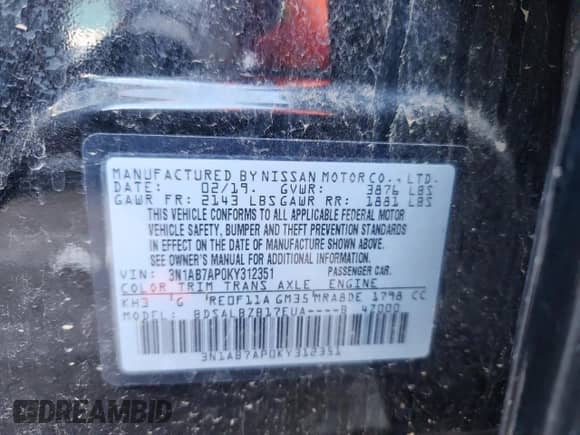 MANUFACTURED BY NISSAN MOTOR CO., LTD.
DATE: 02/19. GVWR: 3876 LBS
GAWR FR: 2143 LBS GAWR RR: 1881 LBS
THIS VEHICLE CONFORMS TO ALL APPLICABLE FEDERAL MOTOR
VEHICLE SAFETY, BUMPER AND THEFT PREVENTION STANDARDS
IN EFFECT ON THE DATE OF MANUFACTURE SHOWN ABOVE.
SEE OWNER'S MANUAL FOR ADDITIONAL INFORMATION.
VIN: 3N1AB7AP0KY312351 PASSENGER CAR.
COLOR TRIM TRANS AXLE ENGINE
KH3 G RE0F11A GM35 MRA8DE 1798 CC
MODEL: BDSALBZB17EUA----B 47000
3N1AB7AP0KY312351
DREAMBID